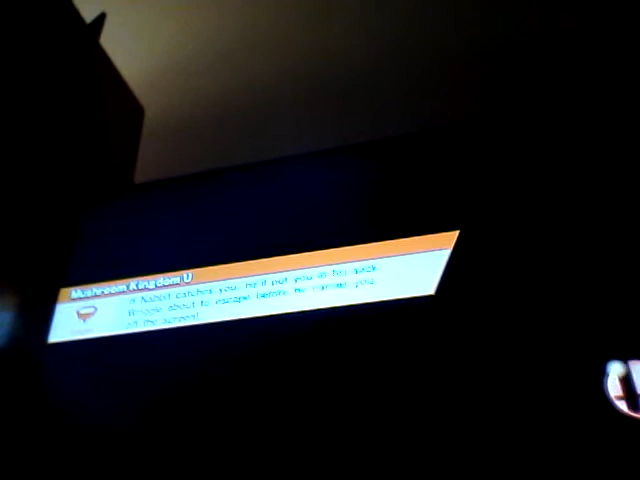 Mushroom Kingdom U
a Nabbit catches you, he'll put you in his sack.
Wriggle about to escape before he carries you
off the screen!